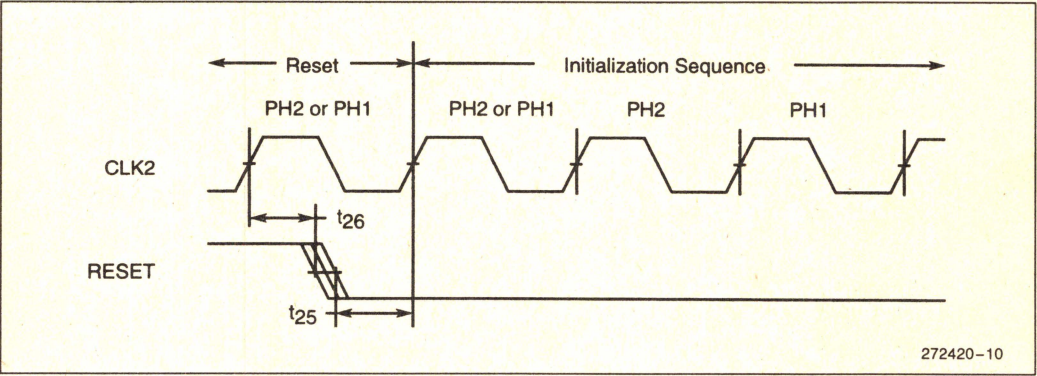 Reset
Initialization Sequence
PH2 or PH1
PH2 or PH1
PH2
PH1
CLK2
t26
RESET
t25
272420-10